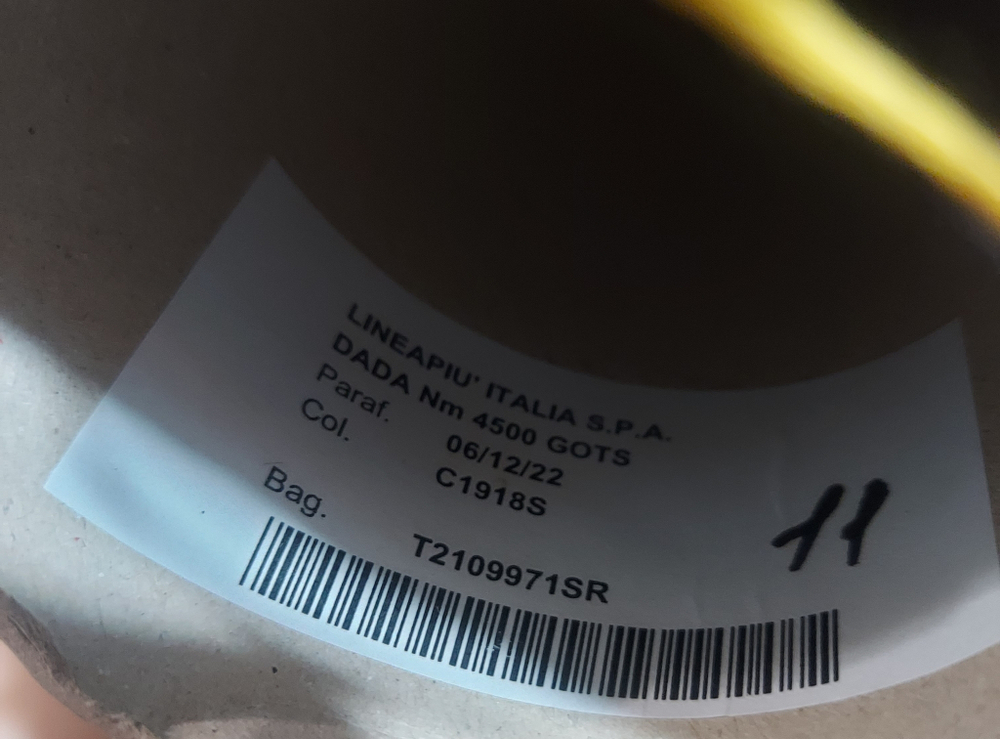 LINEAPIU' ITALIA S.P.A.
DADA Nm 4500 GOTS
Paraf. 06/12/22
Col. C1918S
Bag. T2109971SR
11